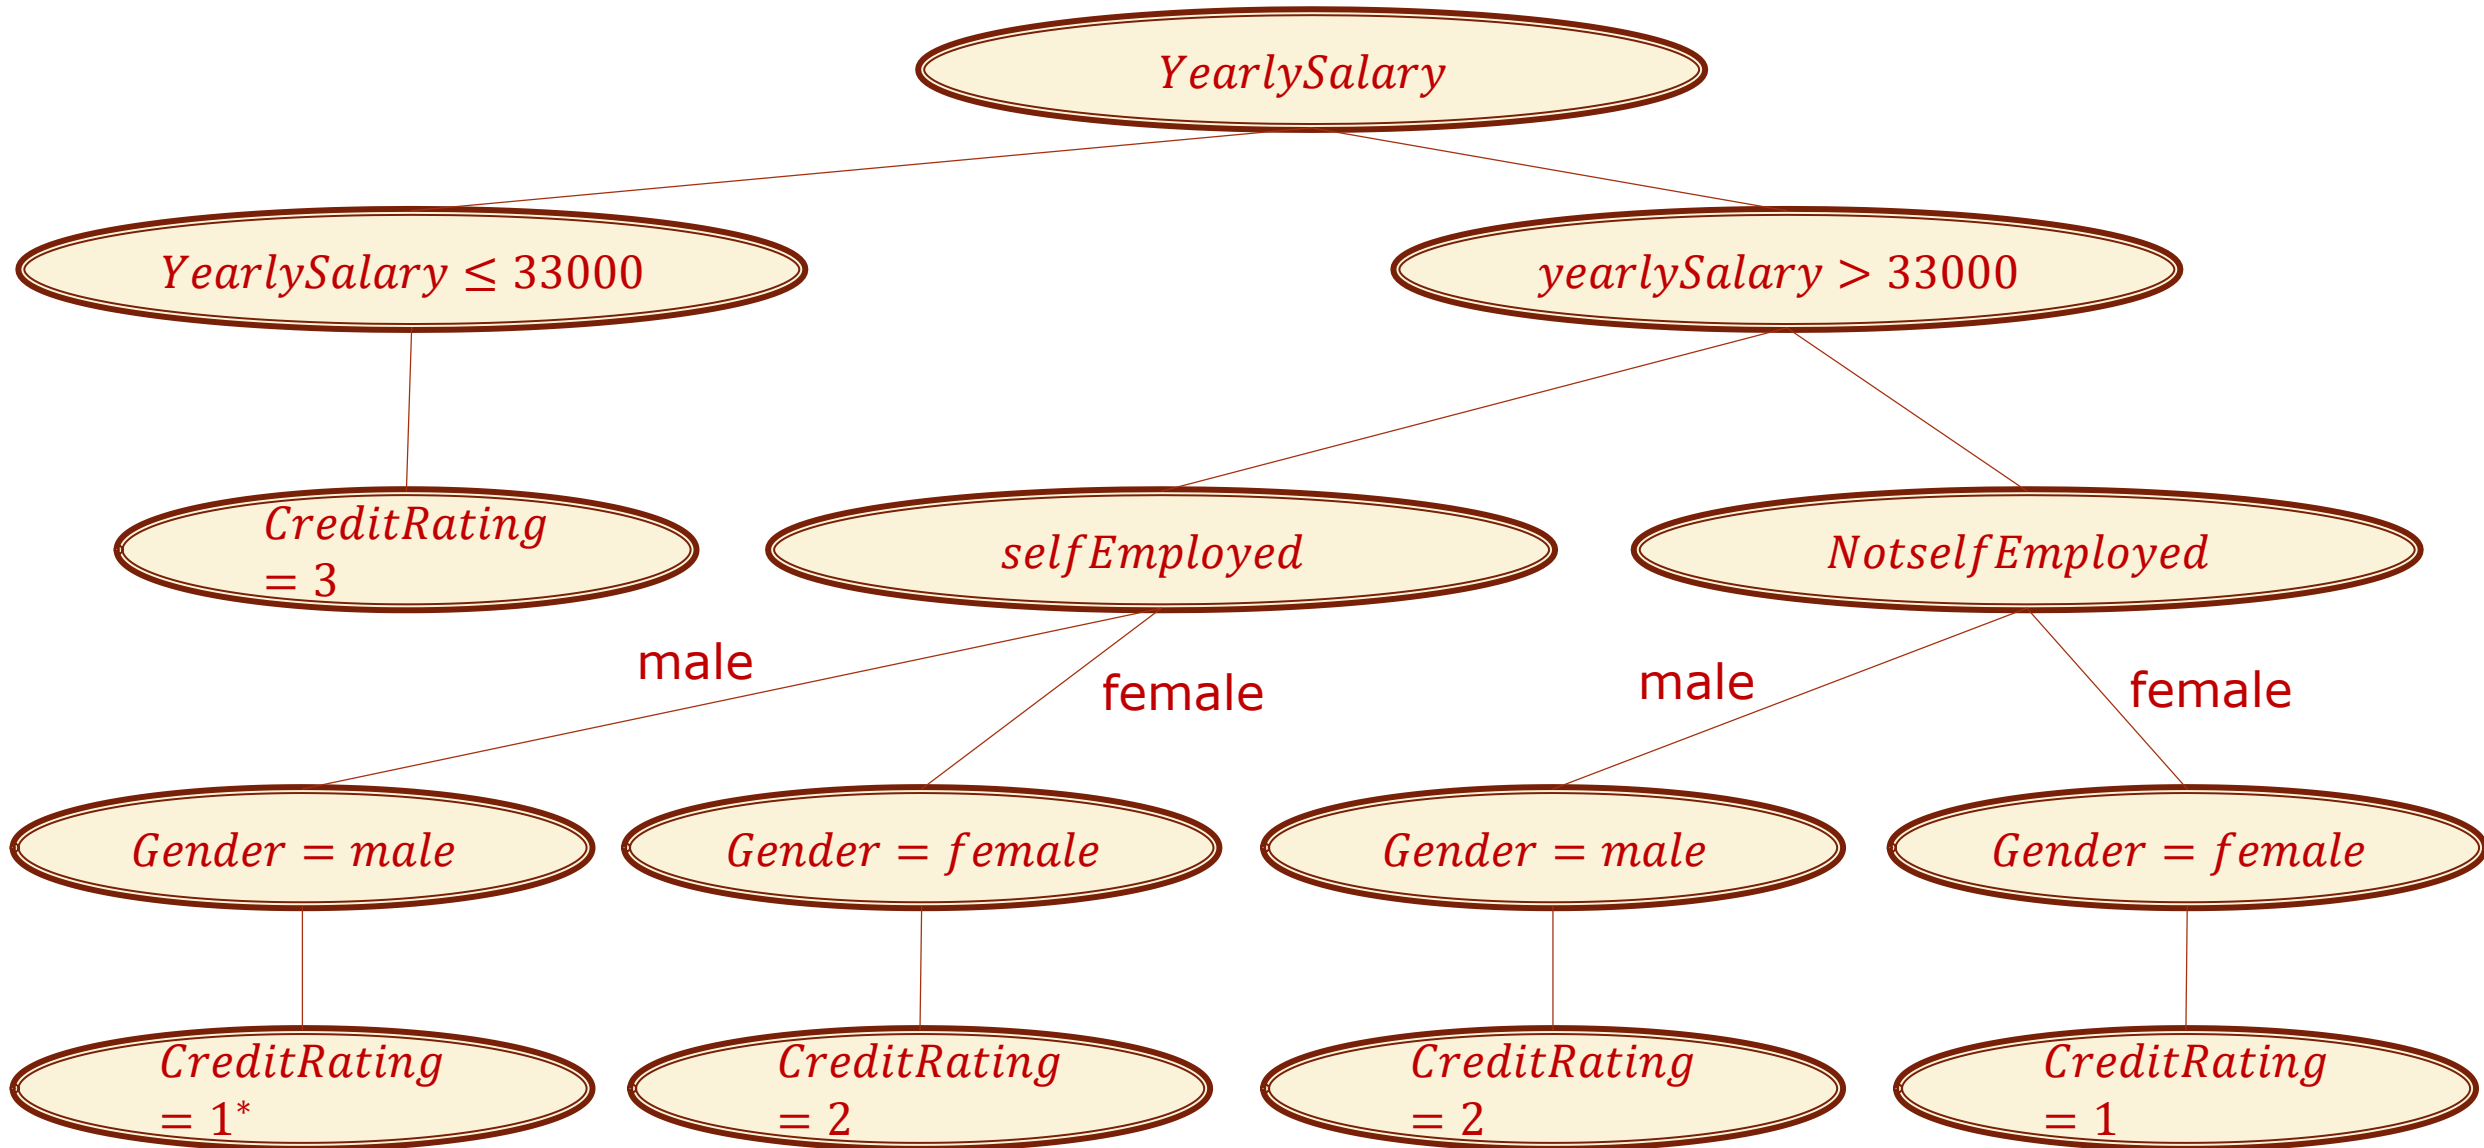 YearlySalary
YearlySalary ≤ 33000
yearlySalary > 33000
CreditRating
= 3
selfEmployed
NotselfEmployed
male
female
male
female
Gender = male
Gender = female
Gender = male
Gender = female
CreditRating
= 1*
CreditRating
= 2
CreditRating
= 2
CreditRating
= 1